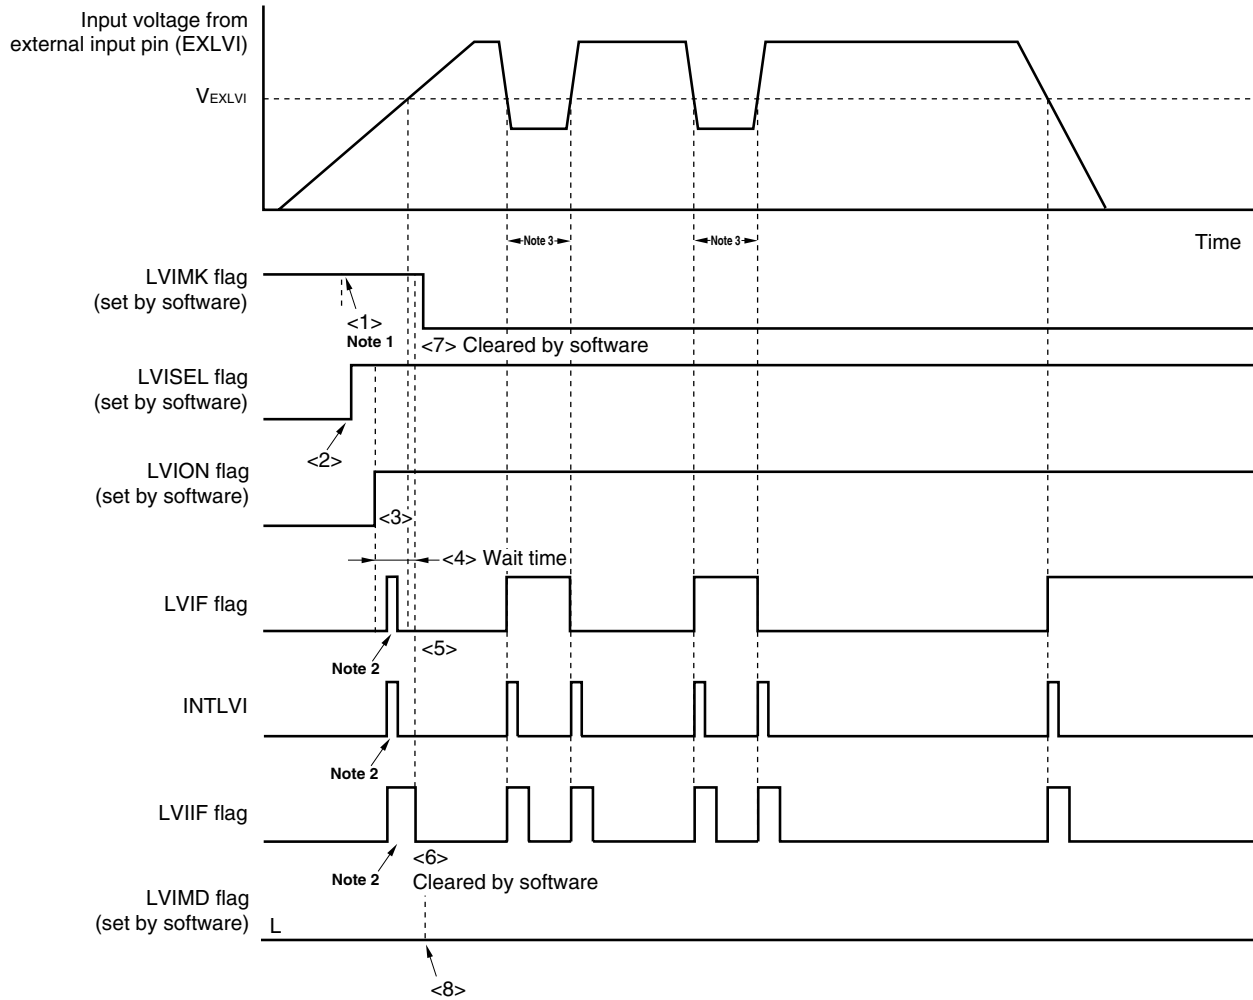 Input voltage from
external input pin (EXLVI)
VEXLVI
Note 3
Note 3
Time
LVIMK flag
(set by software)
<1>
Note 1
<7> Cleared by software
LVISEL flag
(set by software)
<2>
LVION flag
(set by software)
<3>
<4> Wait time
LVIF flag
Note 2
<5>
INTLVI
Note 2
LVIIF flag
Note 2
<6>
Cleared by software
LVIMD flag
(set by software)
L
<8>